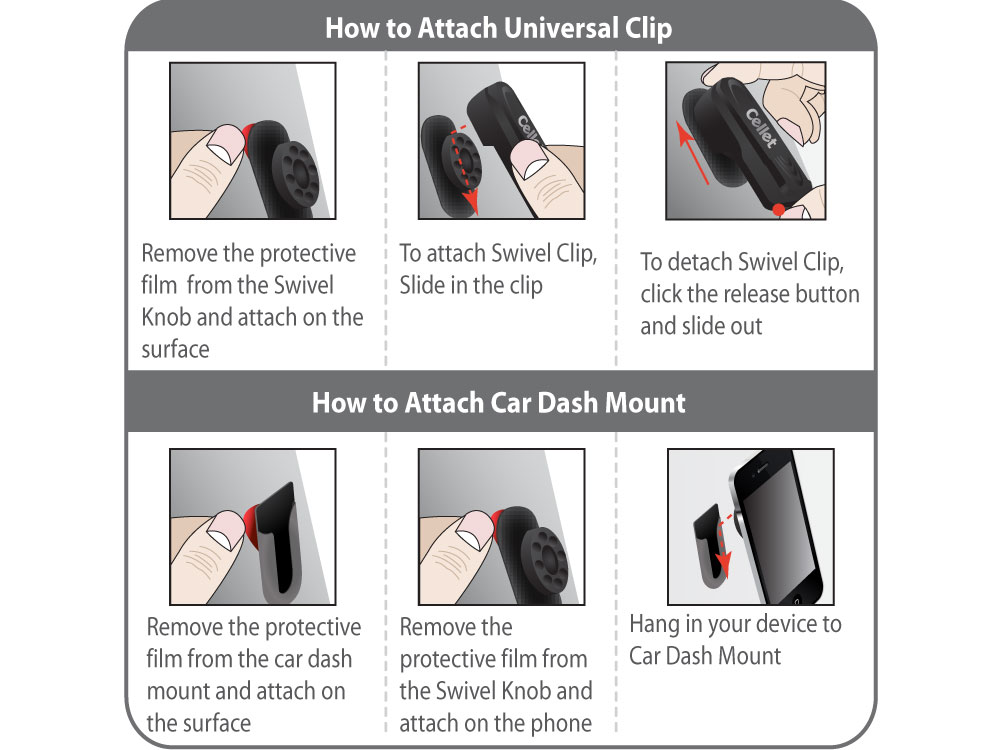 How to Attach Universal Clip
Cellet
Cellet
Remove the protective
film  from the Swivel
Knob and attach on the
surface
To attach Swivel Clip,
Slide in the clip
To detach Swivel Clip,
click the release button
and slide out
How to Attach Car Dash Mount
Remove the protective
film from the car dash
mount and attach on
the surface
Remove the
protective film from
the Swivel Knob and
attach on the phone
Hang in your device to
Car Dash Mount